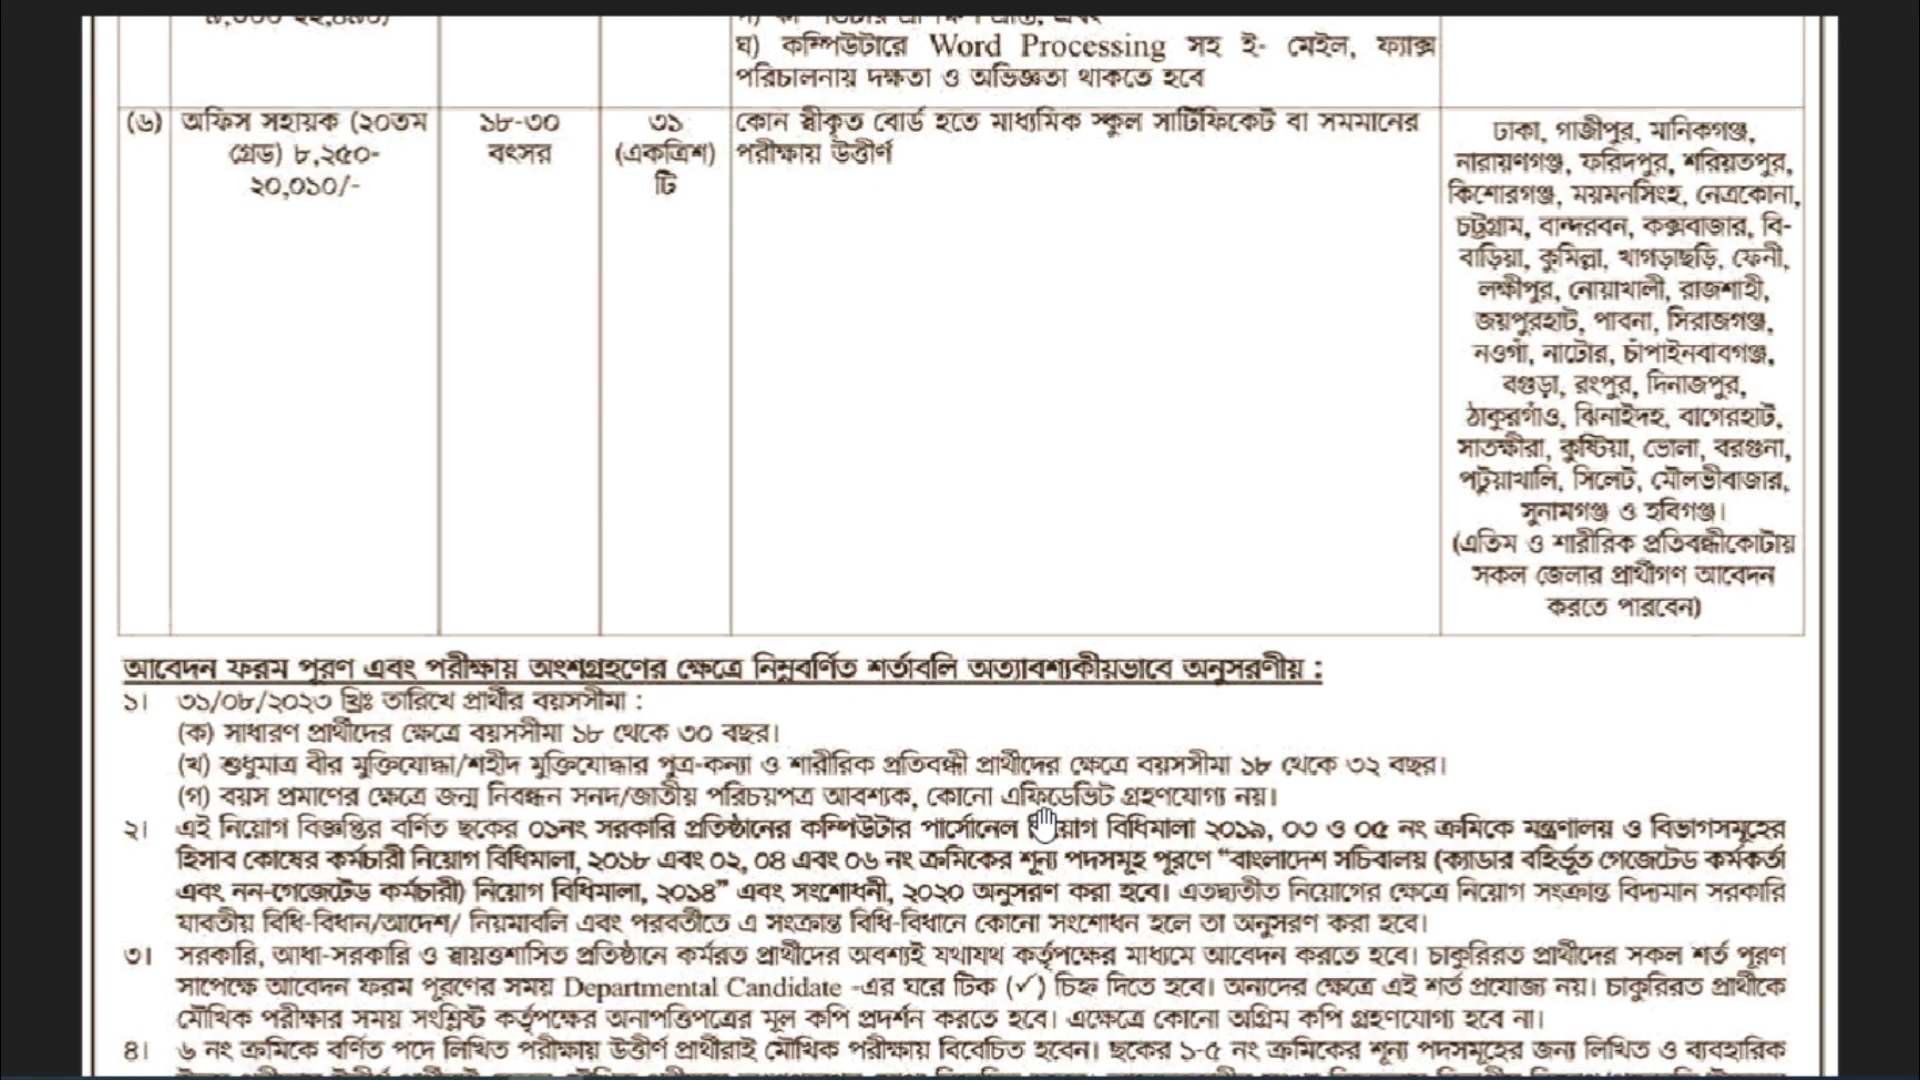 ঘ) কম্পিউটারে Word Processing সহ ই- মেইল, ফ্যাক্স
পরিচালনায় দক্ষতা ও অভিজ্ঞতা থাকতে হবে
(৬)
অফিস সহায়ক (২০তম
গ্রেড) ৮,২৫০-
২০,০১০/-
১৮-৩০
বৎসর
৩১
(একত্রিশ)
টি
কোন স্বীকৃত বোর্ড হতে মাধ্যমিক স্কুল সার্টিফিকেট বা সমমানের
পরীক্ষায় উত্তীর্ণ
ঢাকা, গাজীপুর, মানিকগঞ্জ,
নারায়ণগঞ্জ, ফরিদপুর, শরিয়তপুর,
কিশোরগঞ্জ, ময়মনসিংহ, নেত্রকোনা,
চট্টগ্রাম, বান্দরবন, কক্সবাজার, বি-
বাড়িয়া, কুমিল্লা, খাগড়াছড়ি, ফেনী,
লক্ষীপুর, নোয়াখালী, রাজশাহী,
জয়পুরহাট, পাবনা, সিরাজগঞ্জ,
নওগাঁ, নাটোর, চাঁপাইনবাবগঞ্জ,
বগুড়া, রংপুর, দিনাজপুর,
ঠাকুরগাঁও, ঝিনাইদহ, বাগেরহাট,
সাতক্ষীরা, কুষ্টিয়া, ভোলা, বরগুনা,
পটুয়াখালি, সিলেট, মৌলভীবাজার,
সুনামগঞ্জ ও হবিগঞ্জ।
(এতিম ও শারীরিক প্রতিবন্ধীকোটায়
সকল জেলার প্রার্থীগণ আবেদন
করতে পারবেন)
আবেদন ফরম পূরণ এবং পরীক্ষায় অংশগ্রহণের ক্ষেত্রে নিম্নবর্ণিত শর্তাবলি অত্যাবশ্যকীয়ভাবে অনুসরণীয় :
১। ৩১/০৮/২০২৩ খ্রিঃ তারিখে প্রার্থীর বয়সসীমা :
(ক) সাধারণ প্রার্থীদের ক্ষেত্রে বয়সসীমা ১৮ থেকে ৩০ বছর।
(খ) শুধুমাত্র বীর মুক্তিযোদ্ধা/শহীদ মুক্তিযোদ্ধার পুত্র-কন্যা ও শারীরিক প্রতিবন্ধী প্রার্থীদের ক্ষেত্রে বয়সসীমা ১৮ থেকে ৩২ বছর।
(গ) বয়স প্রমাণের ক্ষেত্রে জন্ম নিবন্ধন সনদ/জাতীয় পরিচয়পত্র আবশ্যক, কোনো এফিডেভিট গ্রহণযোগ্য নয়।
২। এই নিয়োগ বিজ্ঞপ্তির বর্ণিত ছকের ০১নং সরকারি প্রতিষ্ঠানের কম্পিউটার পার্সোনেল নিয়োগ বিধিমালা ২০১৯, ০৩ ও ০৫ নং ক্রমিকে মন্ত্রণালয় ও বিভাগসমূহের
হিসাব কোষের কর্মচারী নিয়োগ বিধিমালা, ২০১৮ এবং ০২, ০৪ এবং ০৬ নং ক্রমিকের শূন্য পদসমূহ পূরণে “বাংলাদেশ সচিবালয় (ক্যাডার বহির্ভূত গেজেটেড কর্মকর্তা
এবং নন-গেজেটেড কর্মচারী) নিয়োগ বিধিমালা, ২০১৪” এবং সংশোধনী, ২০২০ অনুসরণ করা হবে। এতদ্ব্যতীত নিয়োগের ক্ষেত্রে নিয়োগ সংক্রান্ত বিদ্যমান সরকারি
যাবতীয় বিধি-বিধান/আদেশ/ নিয়মাবলি এবং পরবর্তীতে এ সংক্রান্ত বিধি-বিধানে কোনো সংশোধন হলে তা অনুসরণ করা হবে।
৩। সরকারি, আধা-সরকারি ও স্বায়ত্তশাসিত প্রতিষ্ঠানে কর্মরত প্রার্থীদের অবশ্যই যথাযথ কর্তৃপক্ষের মাধ্যমে আবেদন করতে হবে। চাকুরিরত প্রার্থীদের সকল শর্ত পূরণ
সাপেক্ষে আবেদন ফরম পূরণের সময় Departmental Candidate -এর ঘরে টিক (✓) চিহ্ন দিতে হবে। অন্যদের ক্ষেত্রে এই শর্ত প্রযোজ্য নয়। চাকুরিরত প্রার্থীকে
মৌখিক পরীক্ষার সময় সংশ্লিস্ট কর্তৃপক্ষের অনাপত্তিপত্রের মূল কপি প্রদর্শন করতে হবে। এক্ষেত্রে কোনো অগ্রিম কপি গ্রহণযোগ্য হবে না।
৪। ৬ নং ক্রমিকে বর্ণিত পদে লিখিত পরীক্ষায় উত্তীর্ণ প্রার্থীরাই মৌখিক পরীক্ষায় বিবেচিত হবেন। ছকের ১-৫ নং ক্রমিকের শূন্য পদসমূহের জন্য লিখিত ও ব্যবহারিক